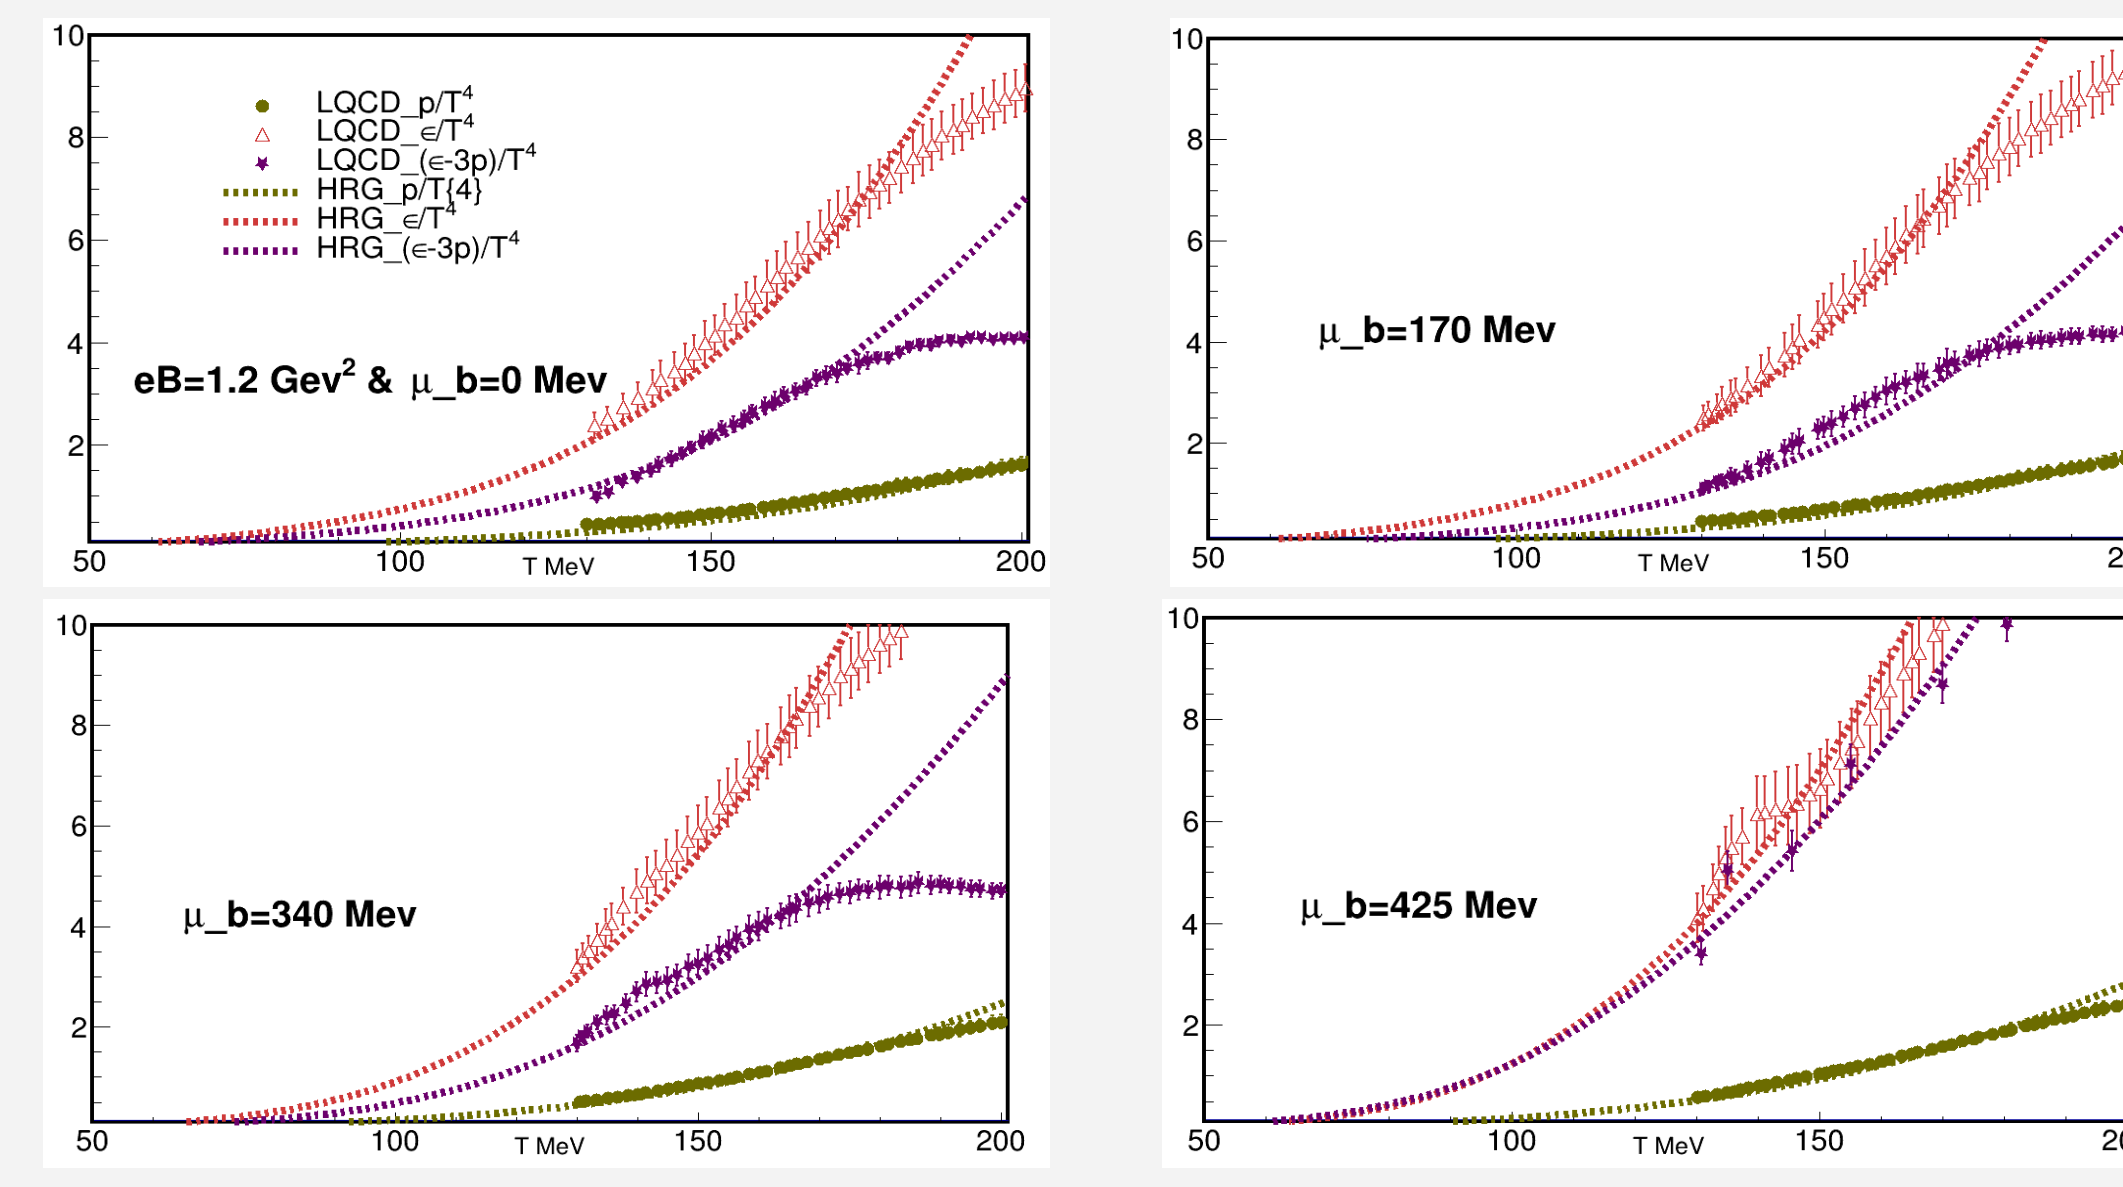 10
8
6
4
2
50
100
T MeV
150
200
LQCD_p/T⁴
LQCD_∈/T⁴
LQCD_(∈-3p)/T⁴
HRG_p/T{4}
HRG_∈/T⁴
HRG_(∈-3p)/T⁴
eB=1.2 Gev² & μ_b=0 Mev
10
8
6
4
2
50
100
T MeV
150
2
μ_b=170 Mev
10
8
6
4
2
50
100
T MeV
150
200
μ_b=340 Mev
10
8
6
4
2
50
100
T MeV
150
20
μ_b=425 Mev